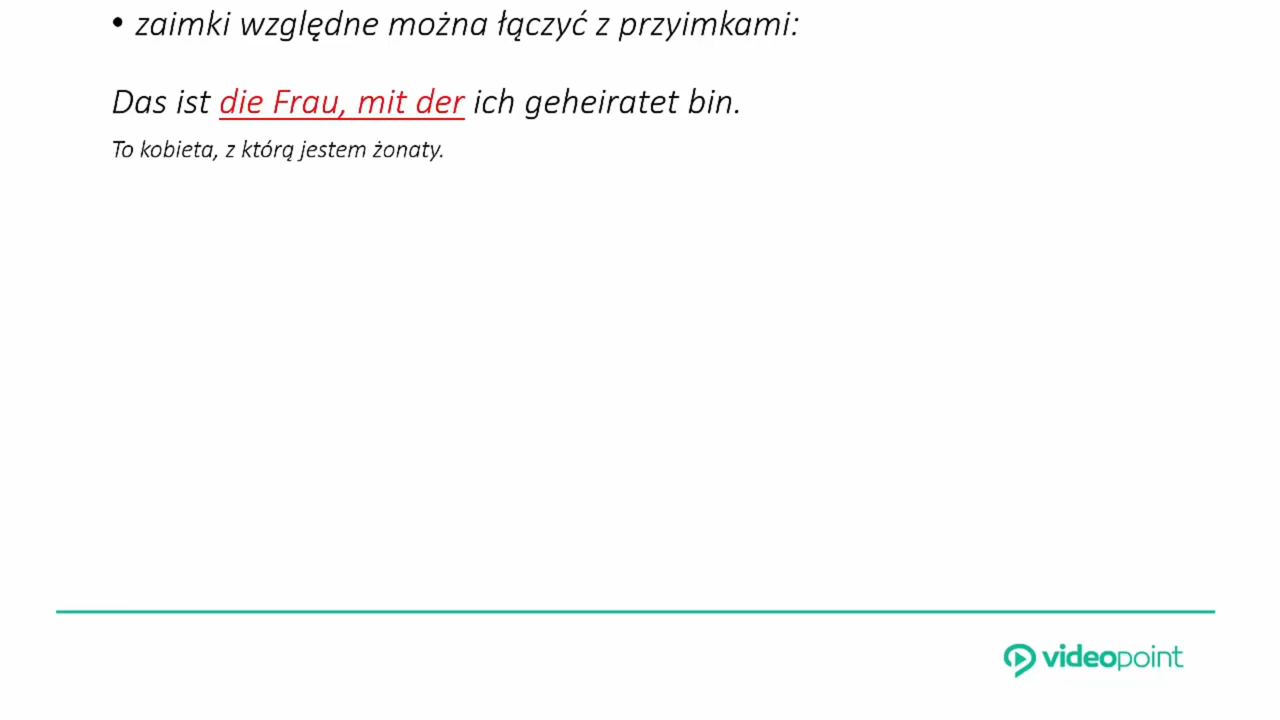 • zaimki względne można łączyć z przyimkami:
Das ist die Frau, mit der ich geheiratet bin.
To kobieta, z którą jestem żonaty.
videopoint